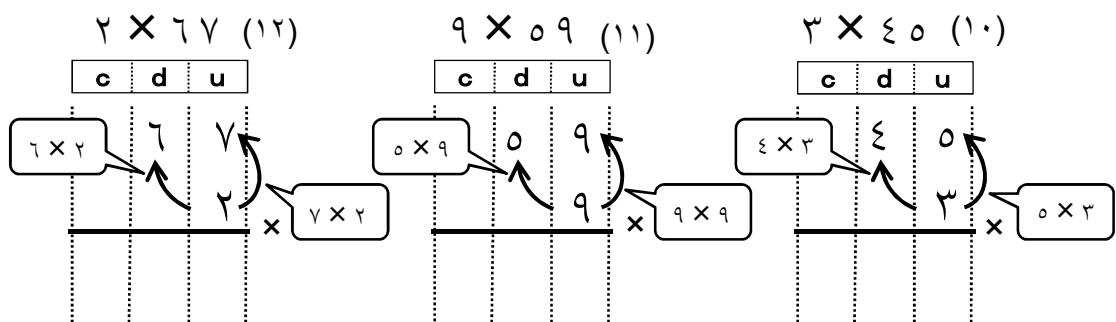 (١٠) ٤٥ × ٣
c d u
٤ ٥
٤ × ٣
٣
×
٥ × ٣
(١١) ٥٩ × ٩
c d u
٥ ٩
٥ × ٩
٩
×
٩ × ٩
(١٢) ٦٧ × ٢
c d u
٦ ٧
٦ × ٢
٢
×
٧ × ٢